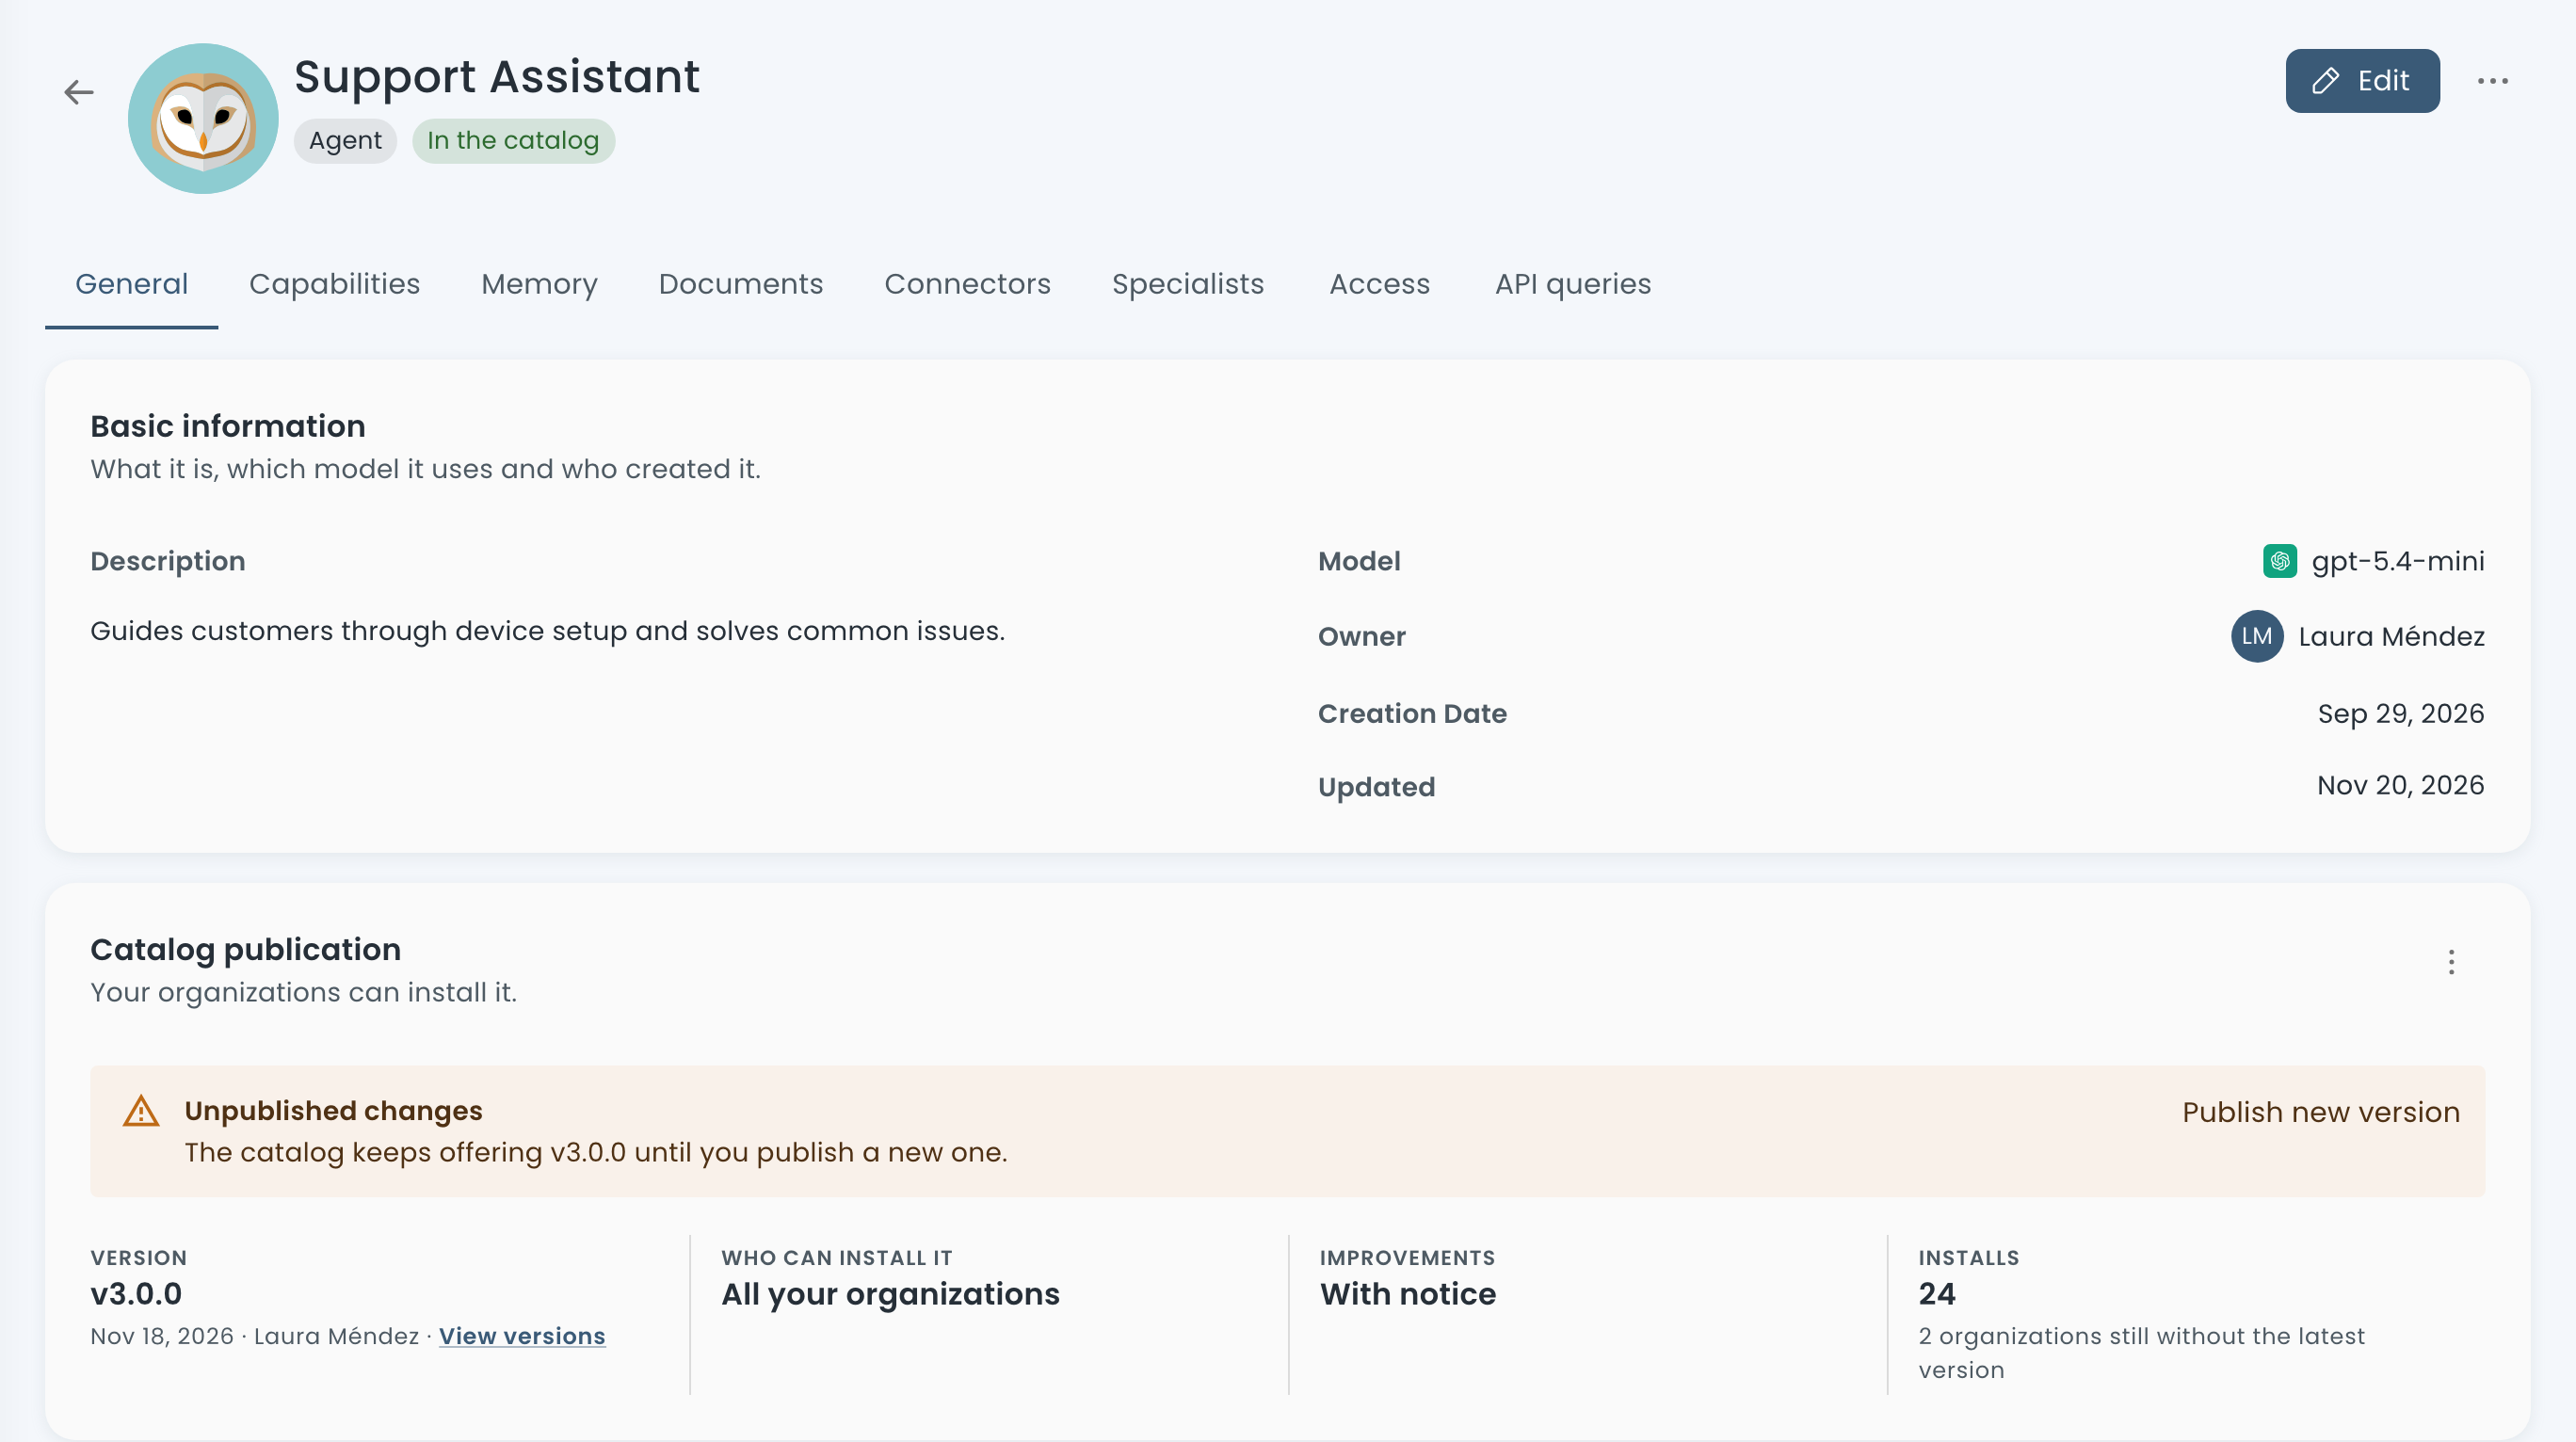 Support Assistant
Agent
In the catalog
Edit
General
Capabilities
Memory
Documents
Connectors
Specialists
Access
API queries
Basic information
What it is, which model it uses and who created it.
Description
Guides customers through device setup and solves common issues.
Model
gpt-5.4-mini
Owner
LM
Laura Méndez
Creation Date
Sep 29, 2026
Updated
Nov 20, 2026
Catalog publication
Your organizations can install it.
Unpublished changes
The catalog keeps offering v3.0.0 until you publish a new one.
Publish new version
VERSION
v3.0.0
Nov 18, 2026 · Laura Méndez · View versions
WHO CAN INSTALL IT
All your organizations
IMPROVEMENTS
With notice
INSTALLS
24
2 organizations still without the latest
version